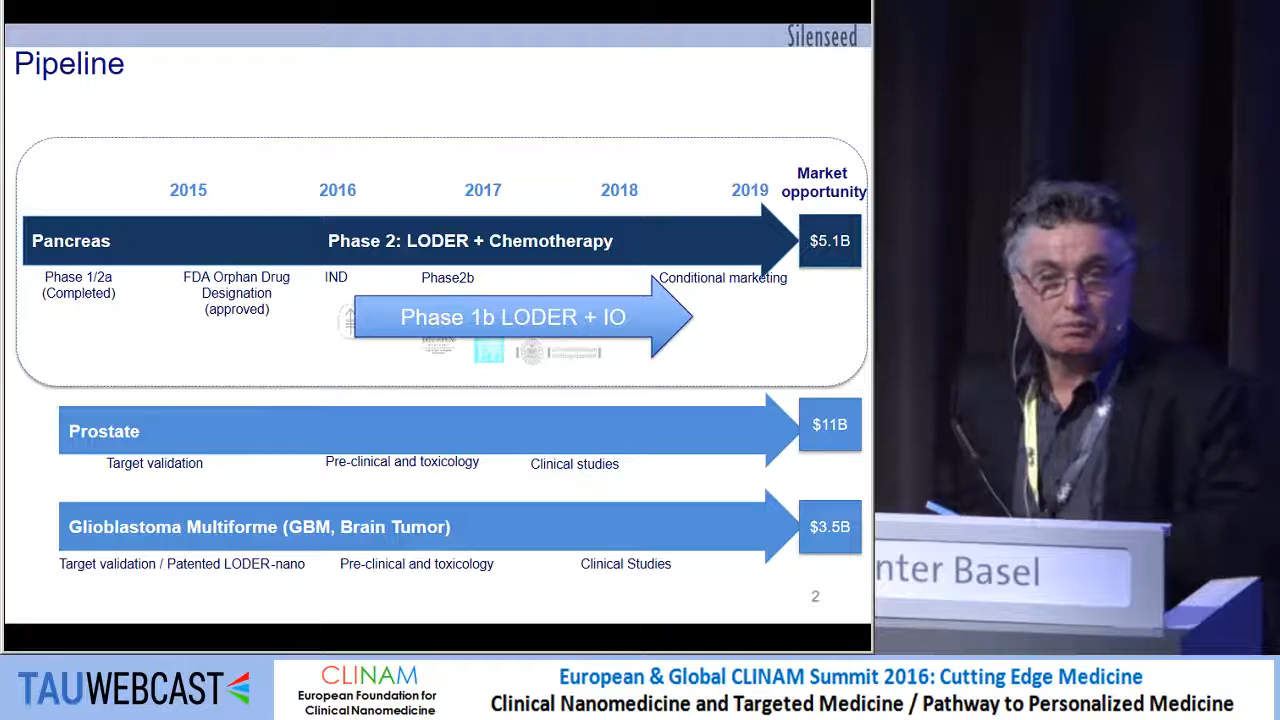 Silenseed
Pipeline
Market
opportunity
2015 2016 2017 2018 2019
Pancreas Phase 2: LODER + Chemotherapy $5.1B
Phase 1/2a
(Completed)
FDA Orphan Drug
Designation
(approved)
IND
Phase2b
Conditional marketing
Phase 1b LODER + IO
Prostate $11B
Target validation Pre-clinical and toxicology Clinical studies
Glioblastoma Multiforme (GBM, Brain Tumor) $3.5B
Target validation / Patented LODER-nano Pre-clinical and toxicology Clinical Studies
2
nter Basel
TAUWEBCAST
CLINAM
European Foundation for
Clinical Nanomedicine
European & Global CLINAM Summit 2016: Cutting Edge Medicine
Clinical Nanomedicine and Targeted Medicine / Pathway to Personalized Medicine